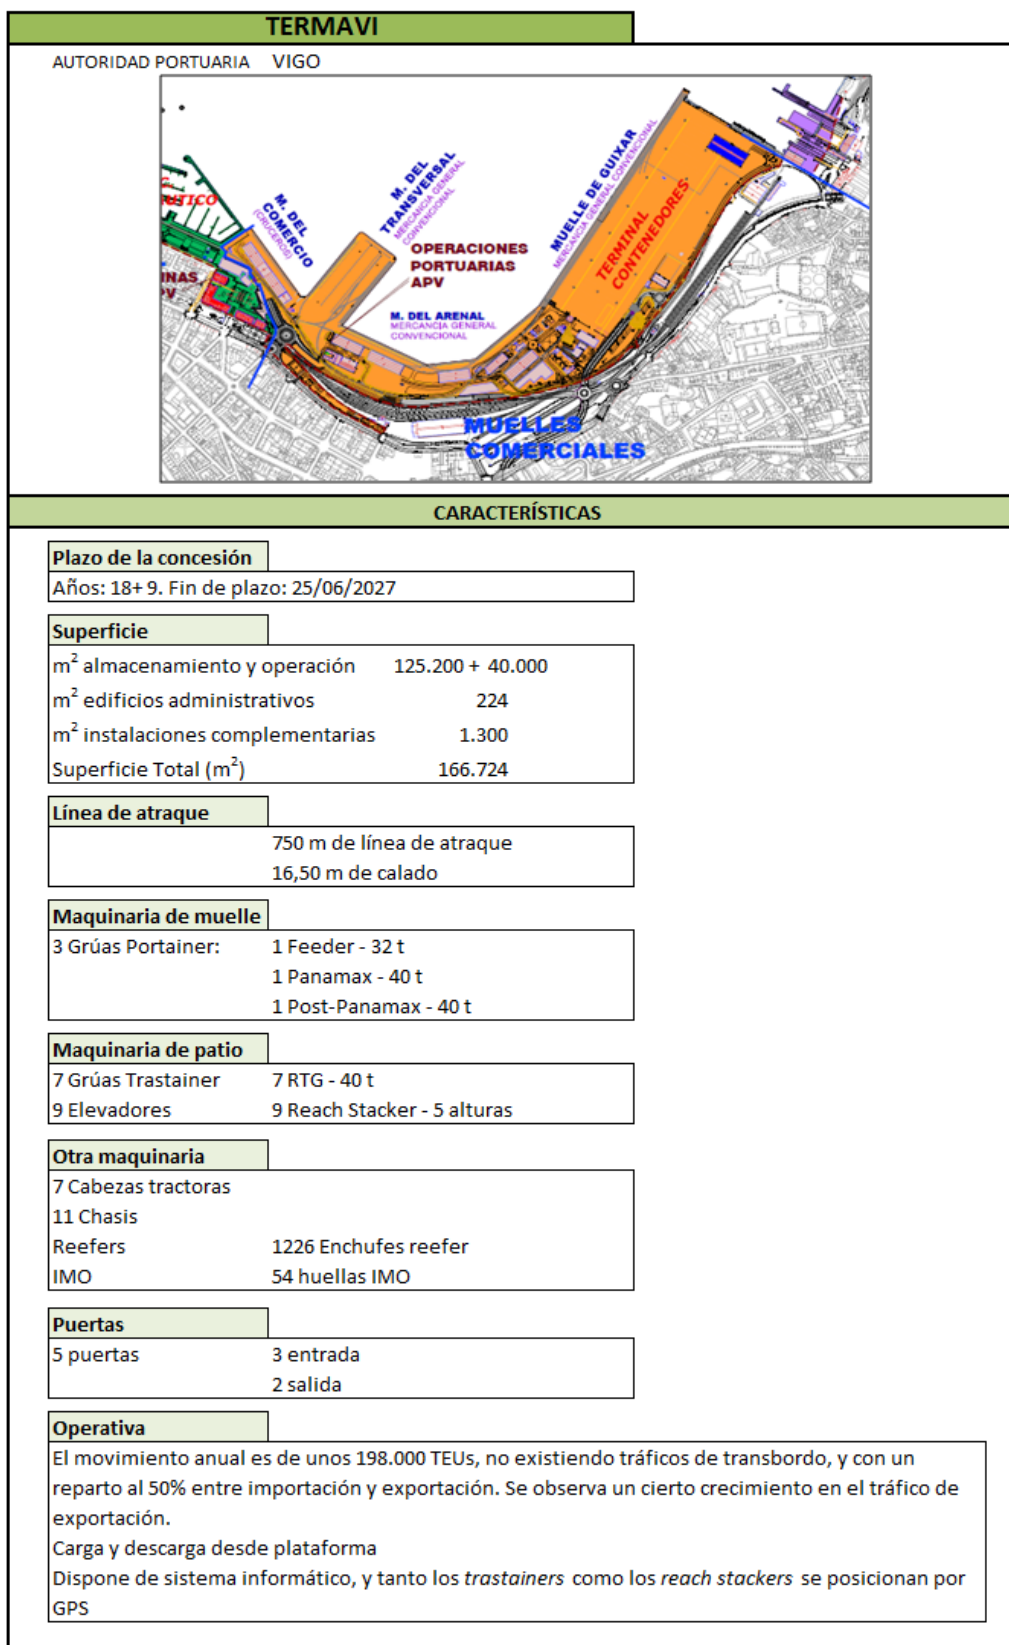 TERMAVI
AUTORIDAD PORTUARIA VIGO
M. DEL
COMERCIO
(CRUCEROS)
M. DEL
TRANSVERSAL
MERCANCIA GENERAL
CONVENCIONAL
OPERACIONES
PORTUARIAS
APV
M. DEL ARENAL
MERCANCIA GENERAL
CONVENCIONAL
MUELLE DE GUIXAR
MERCANCIA GENERAL CONVENCIONAL
TERMINAL
CONTENEDORES
MUELLES
COMERCIALES
CARACTERÍSTICAS
Plazo de la concesión
Años: 18+ 9. Fin de plazo: 25/06/2027
Superficie
m² almacenamiento y operación 125.200 + 40.000
m² edificios administrativos 224
m² instalaciones complementarias 1.300
Superficie Total (m²) 166.724
Línea de atraque
750 m de línea de atraque
16,50 m de calado
Maquinaria de muelle
3 Grúas Portainer: 1 Feeder - 32 t
1 Panamax - 40 t
1 Post-Panamax - 40 t
Maquinaria de patio
7 Grúas Trastainer 7 RTG - 40 t
9 Elevadores 9 Reach Stacker - 5 alturas
Otra maquinaria
7 Cabezas tractoras
11 Chasis
Reefers 1226 Enchufes reefer
IMO 54 huellas IMO
Puertas
5 puertas 3 entrada
2 salida
Operativa
El movimiento anual es de unos 198.000 TEUs, no existiendo tráficos de transbordo, y con un
reparto al 50% entre importación y exportación. Se observa un cierto crecimiento en el tráfico de
exportación.
Carga y descarga desde plataforma
Dispone de sistema informático, y tanto los trastainers como los reach stackers se posicionan por
GPS